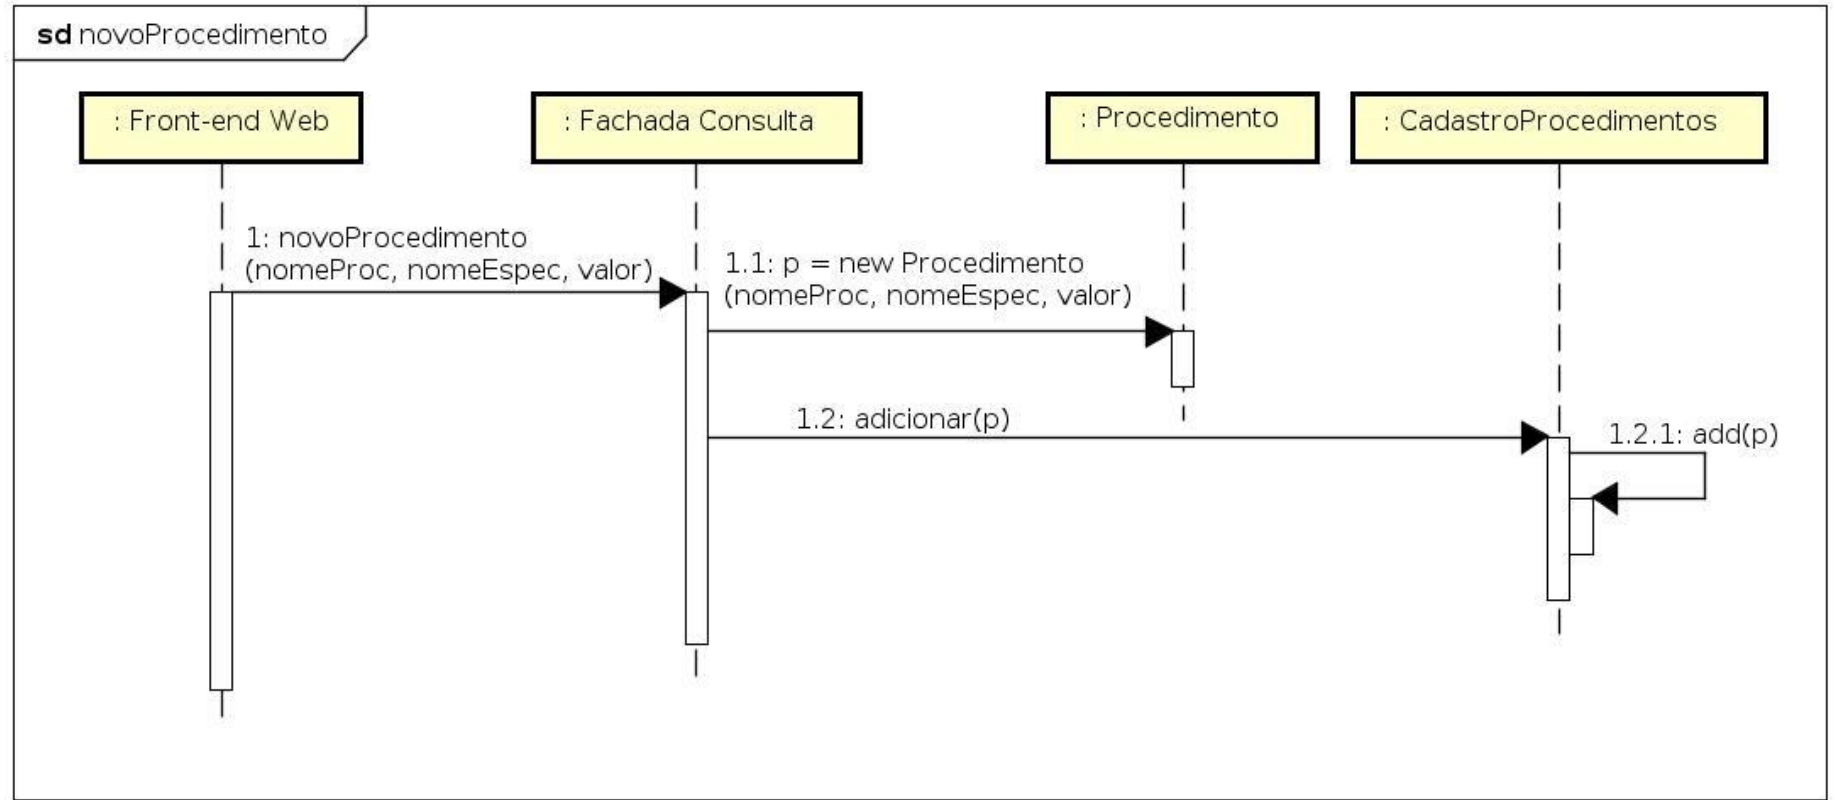 sd novoProcedimento
: Front-end Web
: Fachada Consulta
: Procedimento
: CadastroProcedimentos
1: novoProcedimento
(nomeProc, nomeEspec, valor)
1.1: p = new Procedimento
(nomeProc, nomeEspec, valor)
1.2: adicionar(p)
1.2.1: add(p)